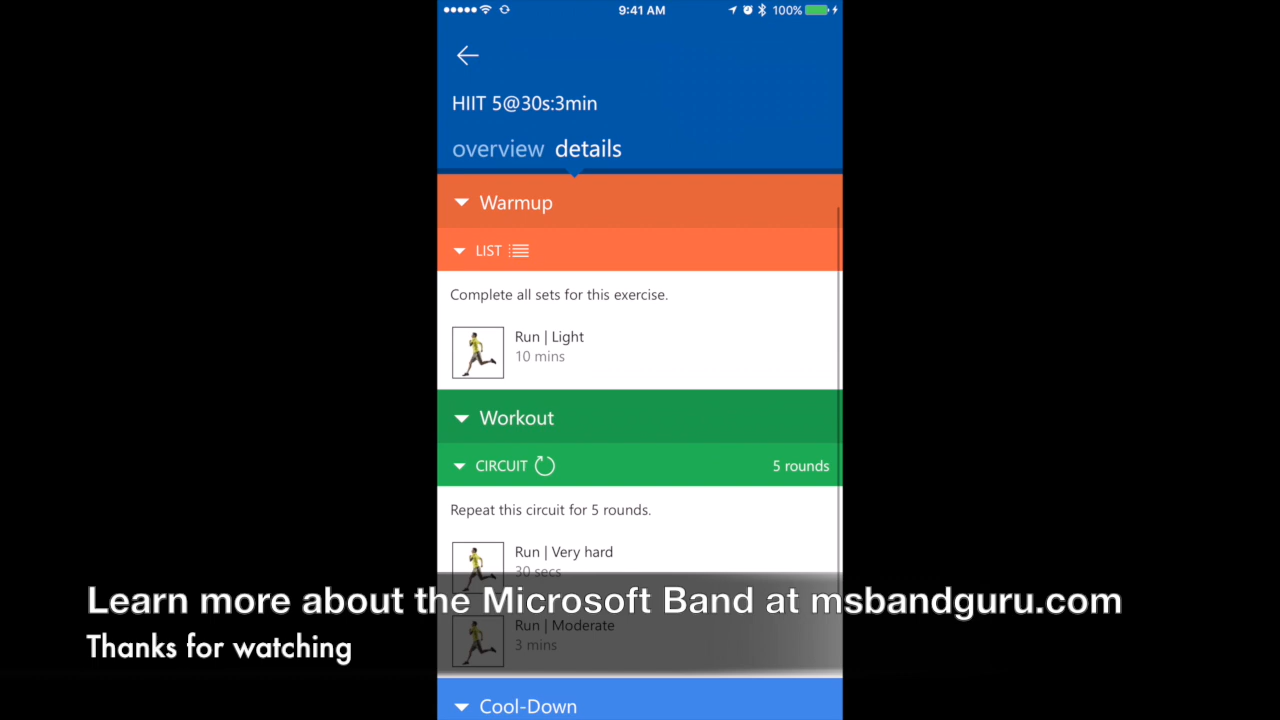 9:41 AM 100%
HIIT 5@30s:3min
overview details
Warmup
LIST
Complete all sets for this exercise.
Run | Light
10 mins
Workout
CIRCUIT 5 rounds
Repeat this circuit for 5 rounds.
Run | Very hard
30 secs
Learn more about the Microsoft Band at msbandguru.com
Run | Moderate
3 mins
Thanks for watching
Cool-Down